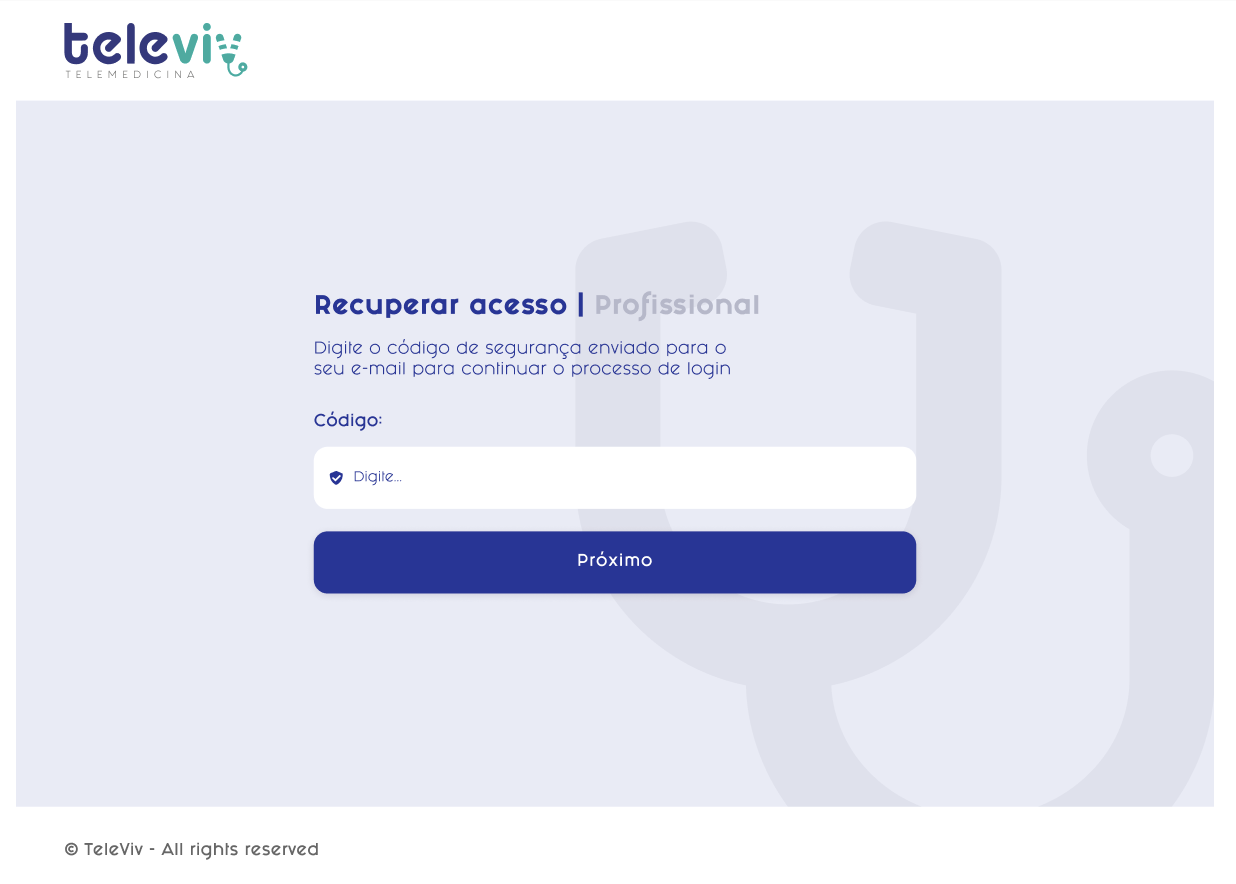 televiv
TELEMEDICINA
Recuperar acesso | Profissional
Digite o código de segurança enviado para o
seu e-mail para continuar o processo de login
Código:
Digite...
Próximo
© TeleViv - All rights reserved